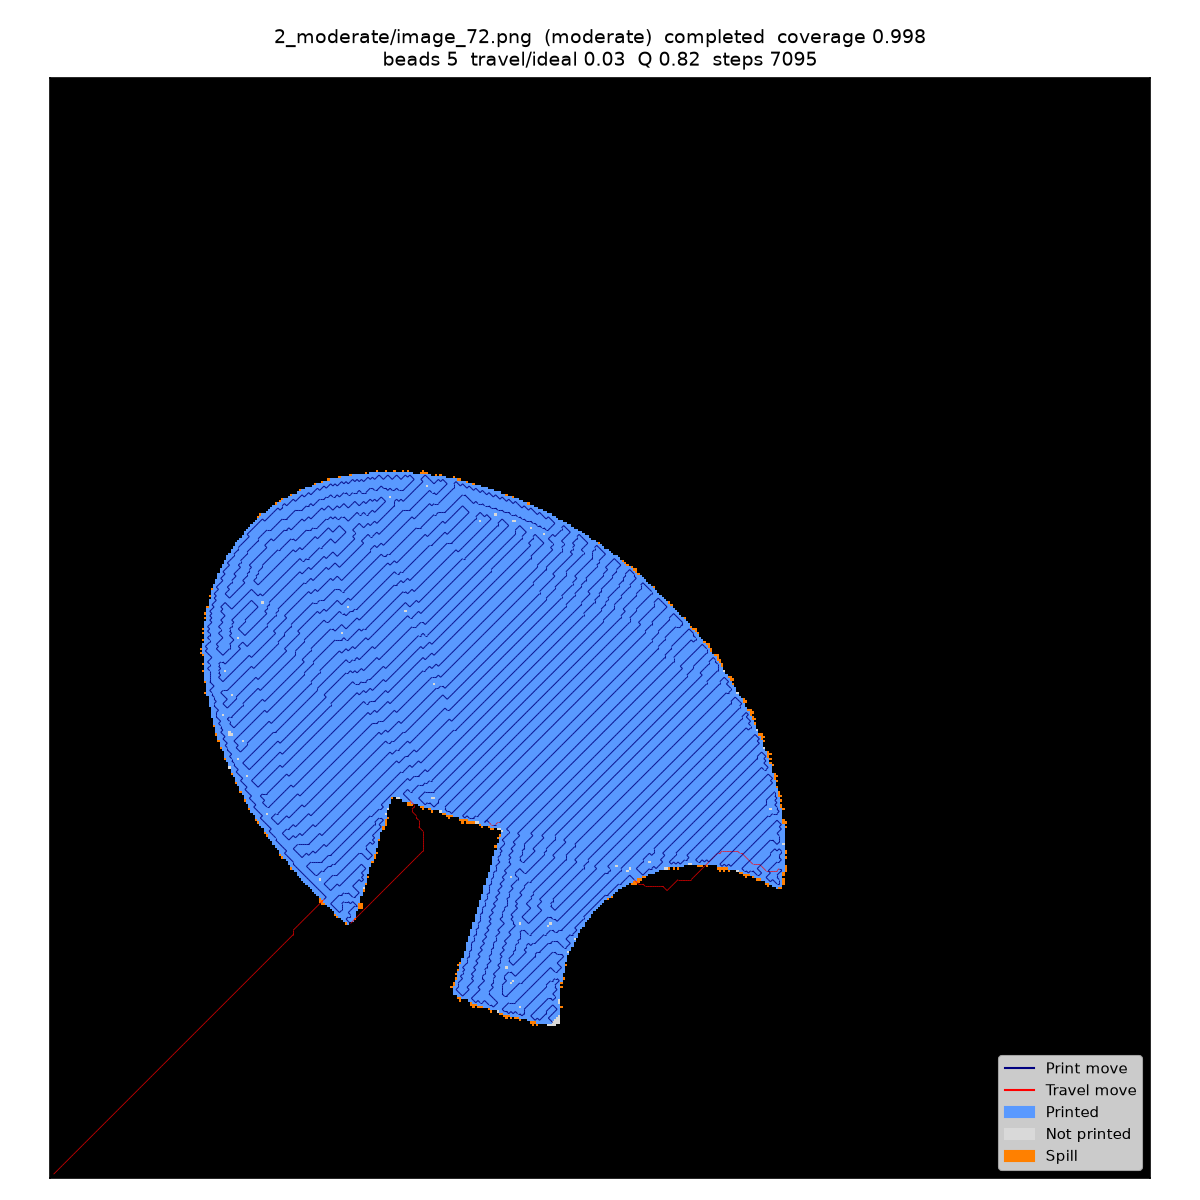 2_moderate/image_72.png  (moderate)  completed  coverage 0.998
beads 5  travel/ideal 0.03  Q 0.82  steps 7095
Print move
Travel move
Printed
Not printed
Spill